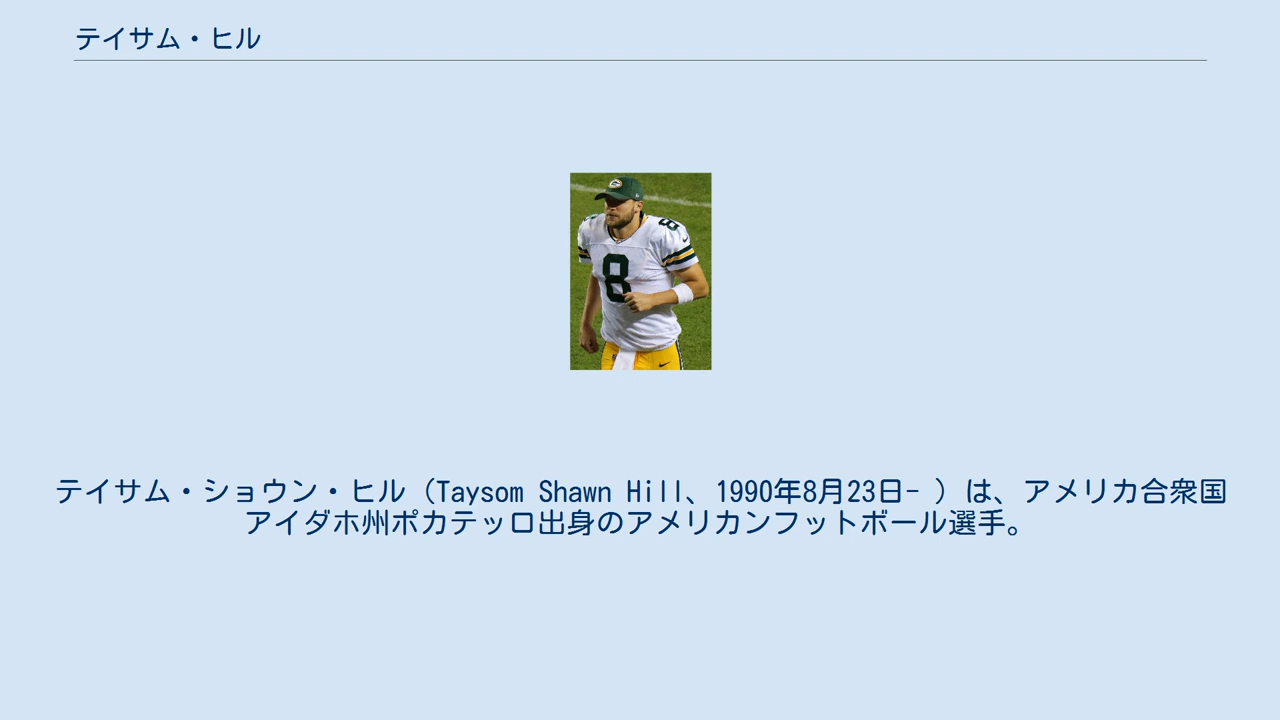 テイサム・ヒル
8
8
テイサム・ショウン・ヒル（Taysom Shawn Hill、1990年8月23日- ）は、アメリカ合衆国
アイダホ州ポカテッロ出身のアメリカンフットボール選手。